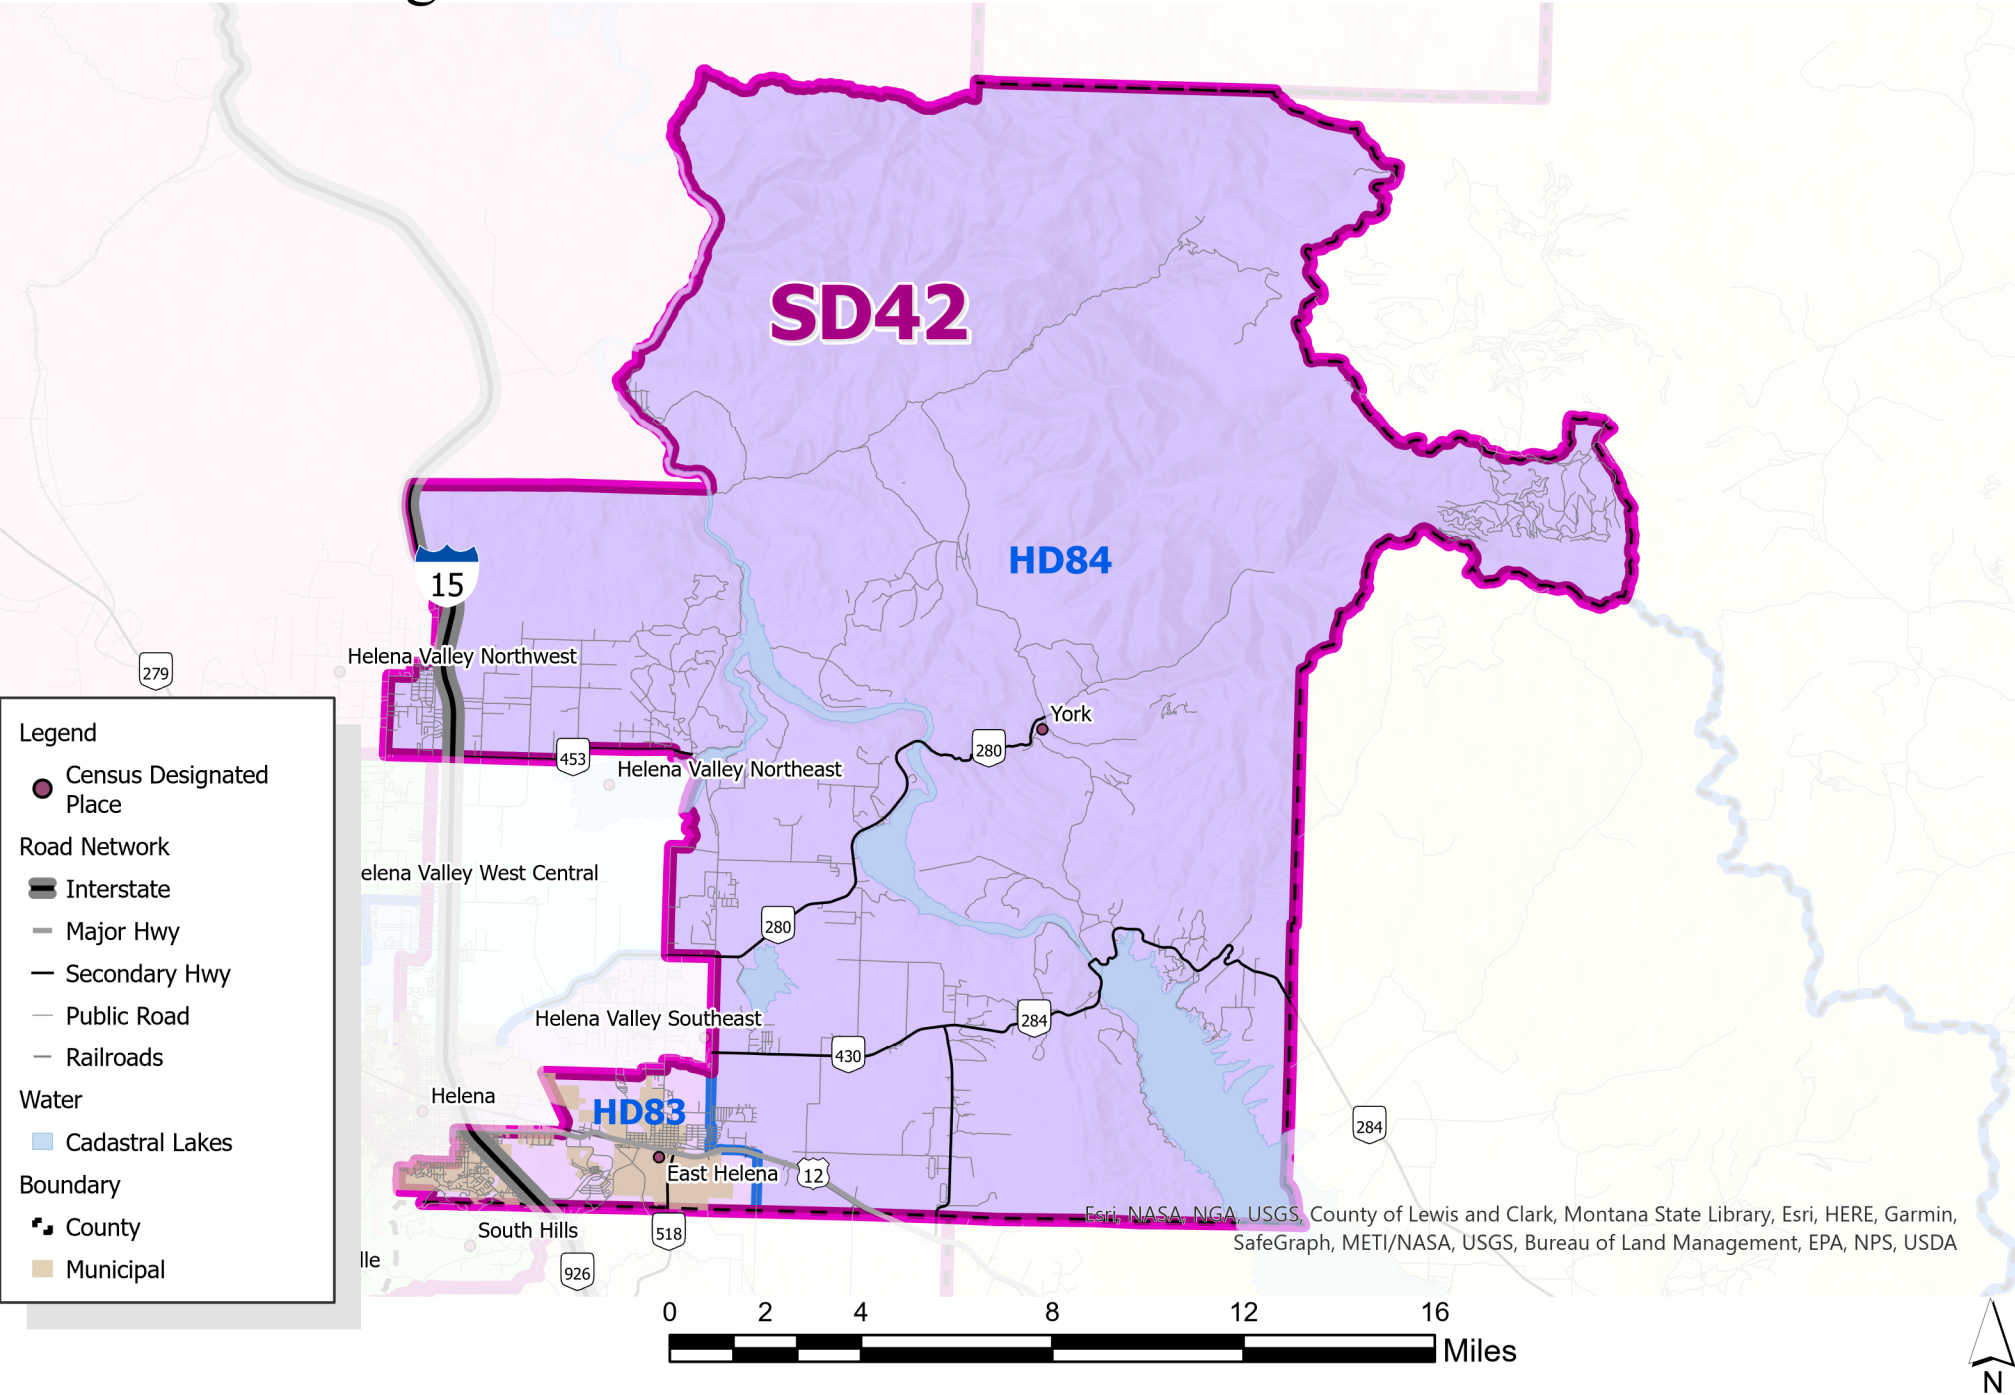 SD42
HD84
15
Helena Valley Northwest
279
York
280
453
Helena Valley Northeast
elena Valley West Central
280
Helena Valley Southeast
284
430
Helena
HD83
284
East Helena
12
South Hills
518
lle
926
Legend
Census Designated
Place
Road Network
Interstate
Major Hwy
Secondary Hwy
Public Road
Railroads
Water
Cadastral Lakes
Boundary
County
Municipal
Esri, NASA, NGA, USGS, County of Lewis and Clark, Montana State Library, Esri, HERE, Garmin,
SafeGraph, METI/NASA, USGS, Bureau of Land Management, EPA, NPS, USDA
0 2 4 8 12 16
Miles
N